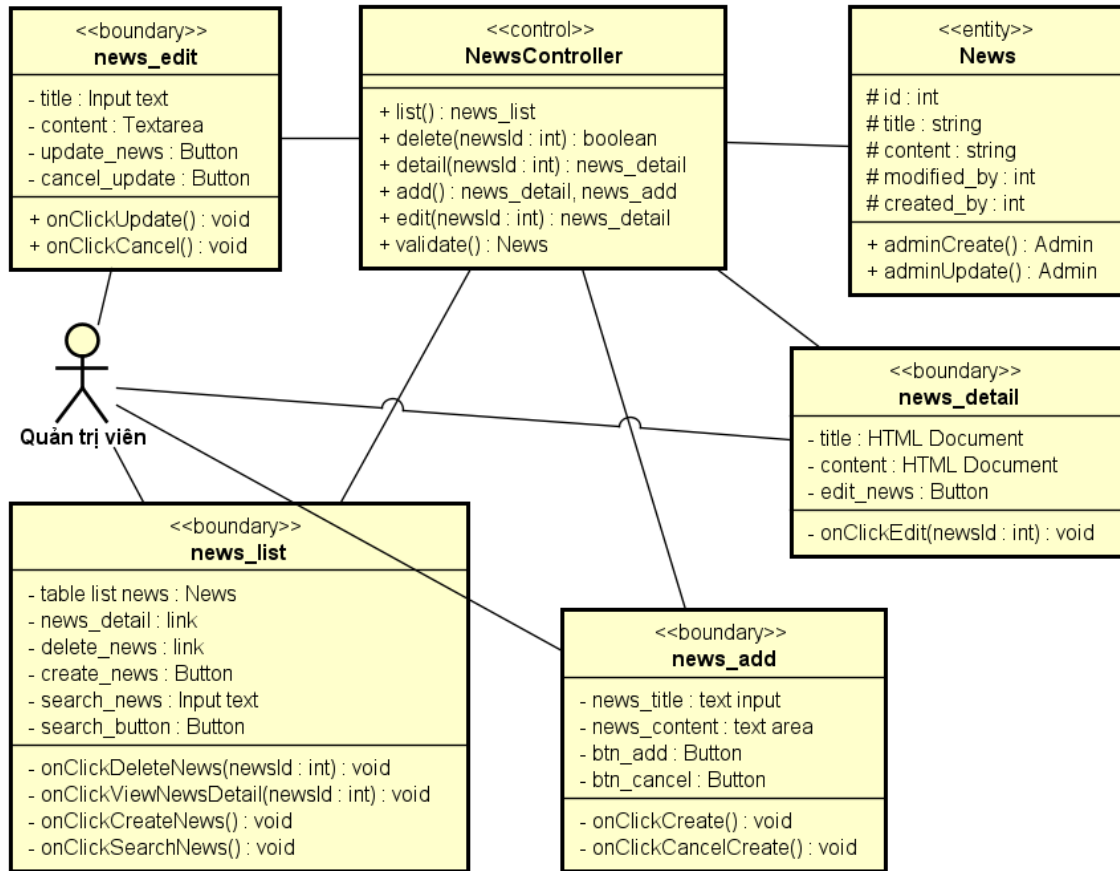 <<boundary>>
news_edit
- title : Input text
- content : Textarea
- update_news : Button
- cancel_update : Button
+ onClickUpdate() : void
+ onClickCancel() : void
<<control>>
NewsController
+ list() : news_list
+ delete(newsId : int) : boolean
+ detail(newsId : int) : news_detail
+ add() : news_detail, news_add
+ edit(newsId : int) : news_detail
+ validate() : News
<<entity>>
News
# id : int
# title : string
# content : string
# modified_by : int
# created_by : int
+ adminCreate() : Admin
+ adminUpdate() : Admin
Quản trị viên
<<boundary>>
news_detail
- title : HTML Document
- content : HTML Document
- edit_news : Button
- onClickEdit(newsId : int) : void
<<boundary>>
news_list
- table list news : News
- news_detail : link
- delete_news : link
- create_news : Button
- search_news : Input text
- search_button : Button
- onClickDeleteNews(newsId : int) : void
- onClickViewNewsDetail(newsId : int) : void
- onClickCreateNews() : void
- onClickSearchNews() : void
<<boundary>>
news_add
- news_title : text input
- news_content : text area
- btn_add : Button
- btn_cancel : Button
- onClickCreate() : void
- onClickCancelCreate() : void